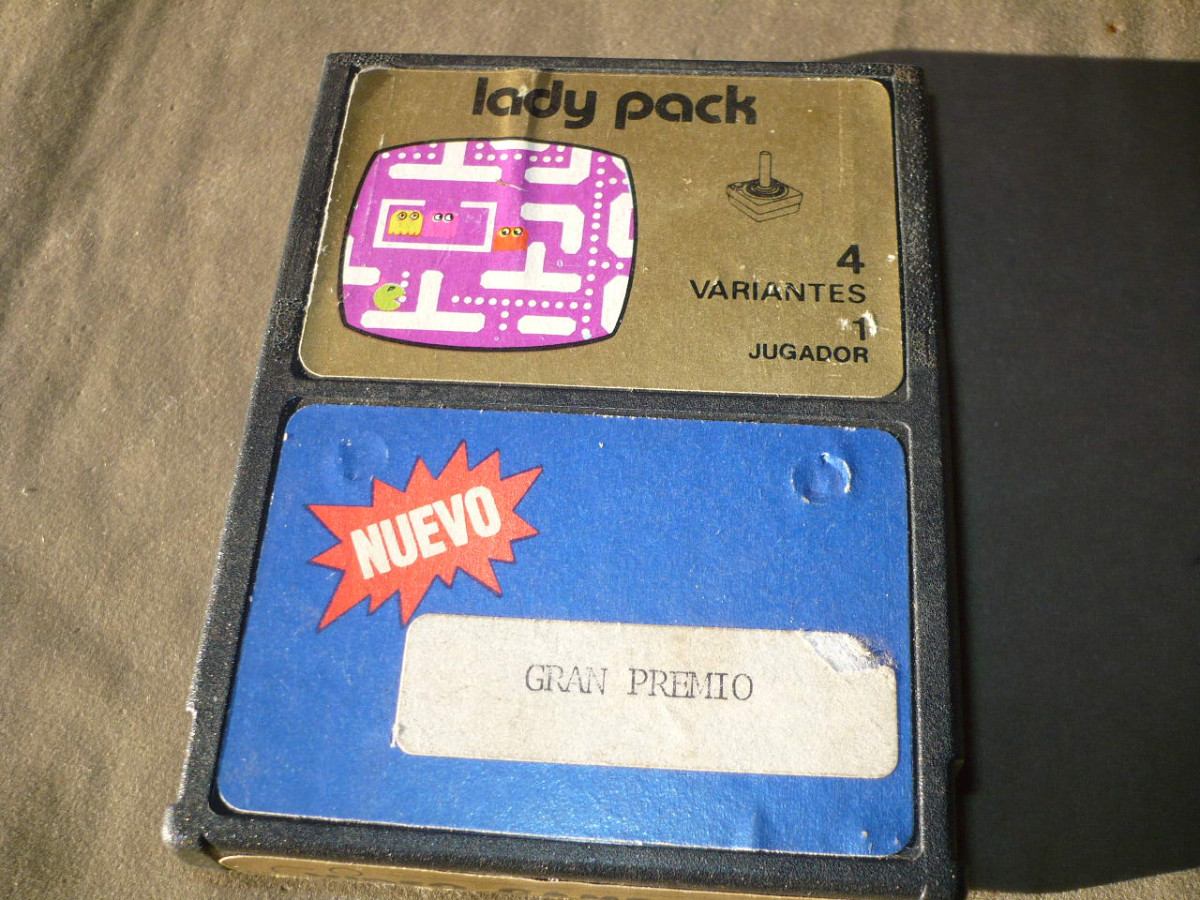 lady pack
4
VARIANTES
1
JUGADOR
NUEVO
GRAN PREMIO